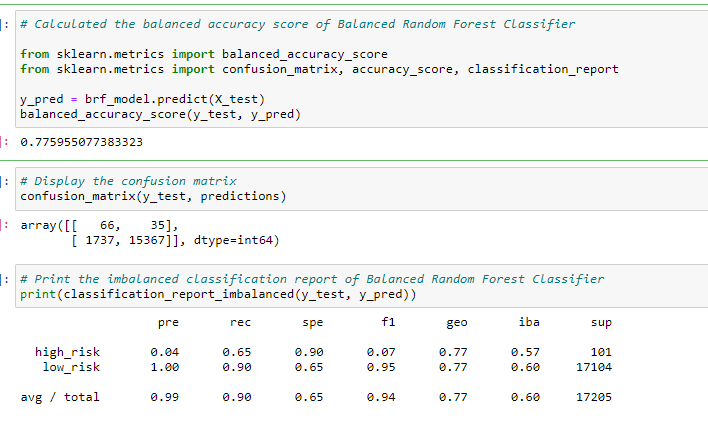 ]: # Calculated the balanced accuracy score of Balanced Random Forest Classifier
from sklearn.metrics import balanced_accuracy_score
from sklearn.metrics import confusion_matrix, accuracy_score, classification_report
y_pred = brf_model.predict(X_test)
balanced_accuracy_score(y_test, y_pred)
]: 0.775955077383323
]: # Display the confusion matrix
confusion_matrix(y_test, predictions)
]: array([[   66,    35],
       [ 1737, 15367]], dtype=int64)
]: # Print the imbalanced classification report of Balanced Random Forest Classifier
print(classification_report_imbalanced(y_test, y_pred))
pre rec spe f1 geo iba sup
high_risk 0.04 0.65 0.90 0.07 0.77 0.57 101
low_risk 1.00 0.90 0.65 0.95 0.77 0.60 17104
avg / total 0.99 0.90 0.65 0.94 0.77 0.60 17205